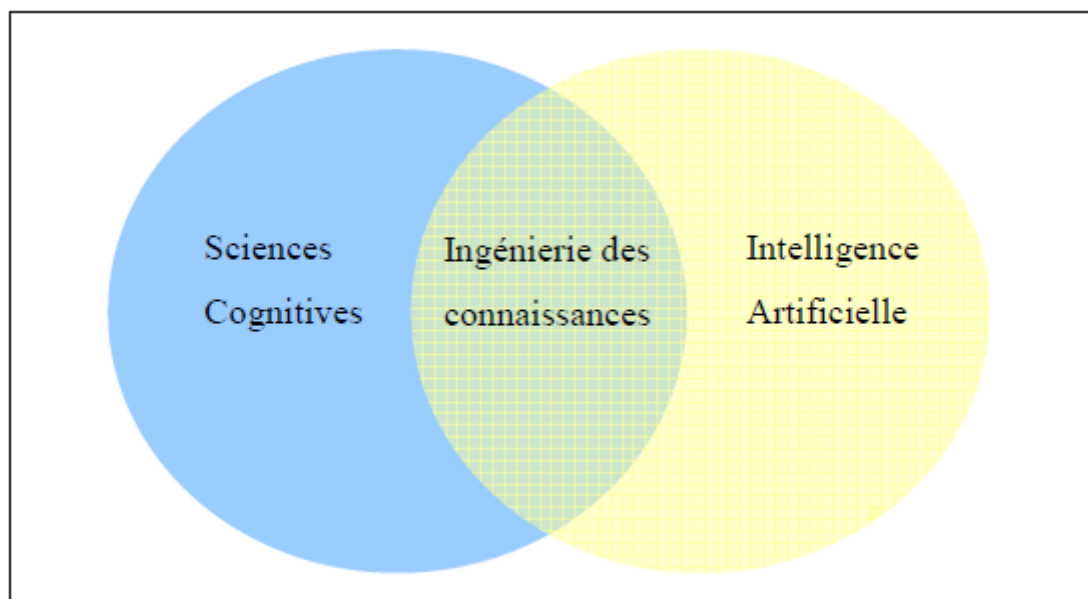 Sciences
Cognitives
Ingénierie des
connaissances
Intelligence
Artificielle